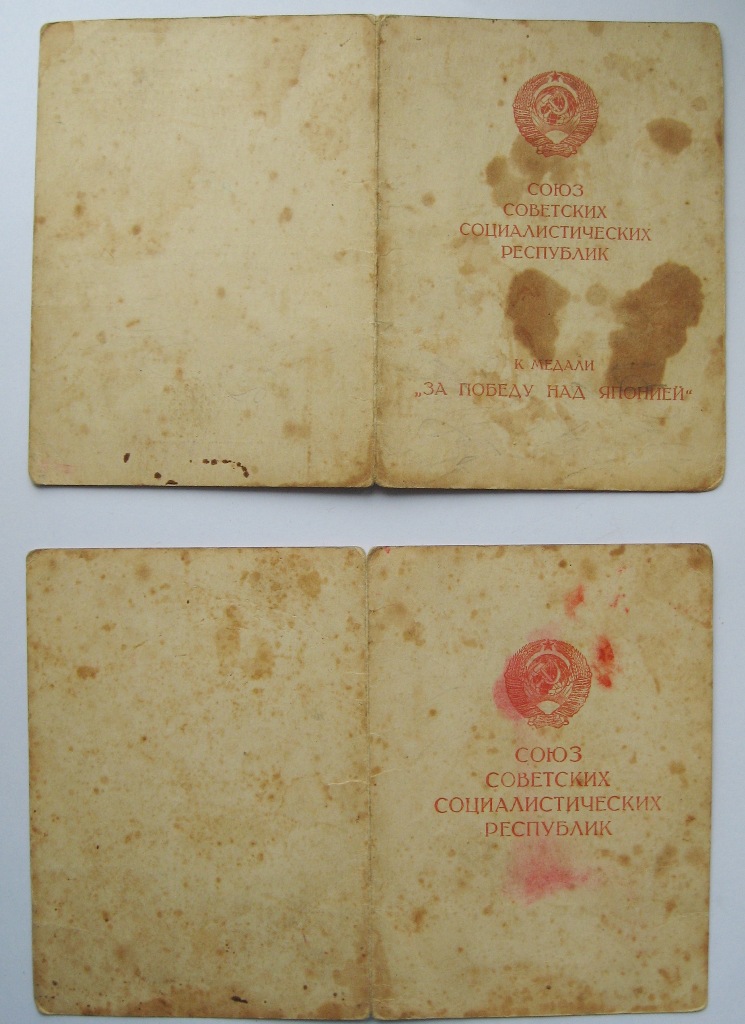 СОЮЗ
СОВЕТСКИХ
СОЦИАЛИСТИЧЕСКИХ
РЕСПУБЛИК
К МЕДАЛИ
„ЗА ПОБЕДУ НАД ЯПОНИЕЙ“
СОЮЗ
СОВЕТСКИХ
СОЦИАЛИСТИЧЕСКИХ
РЕСПУБЛИК